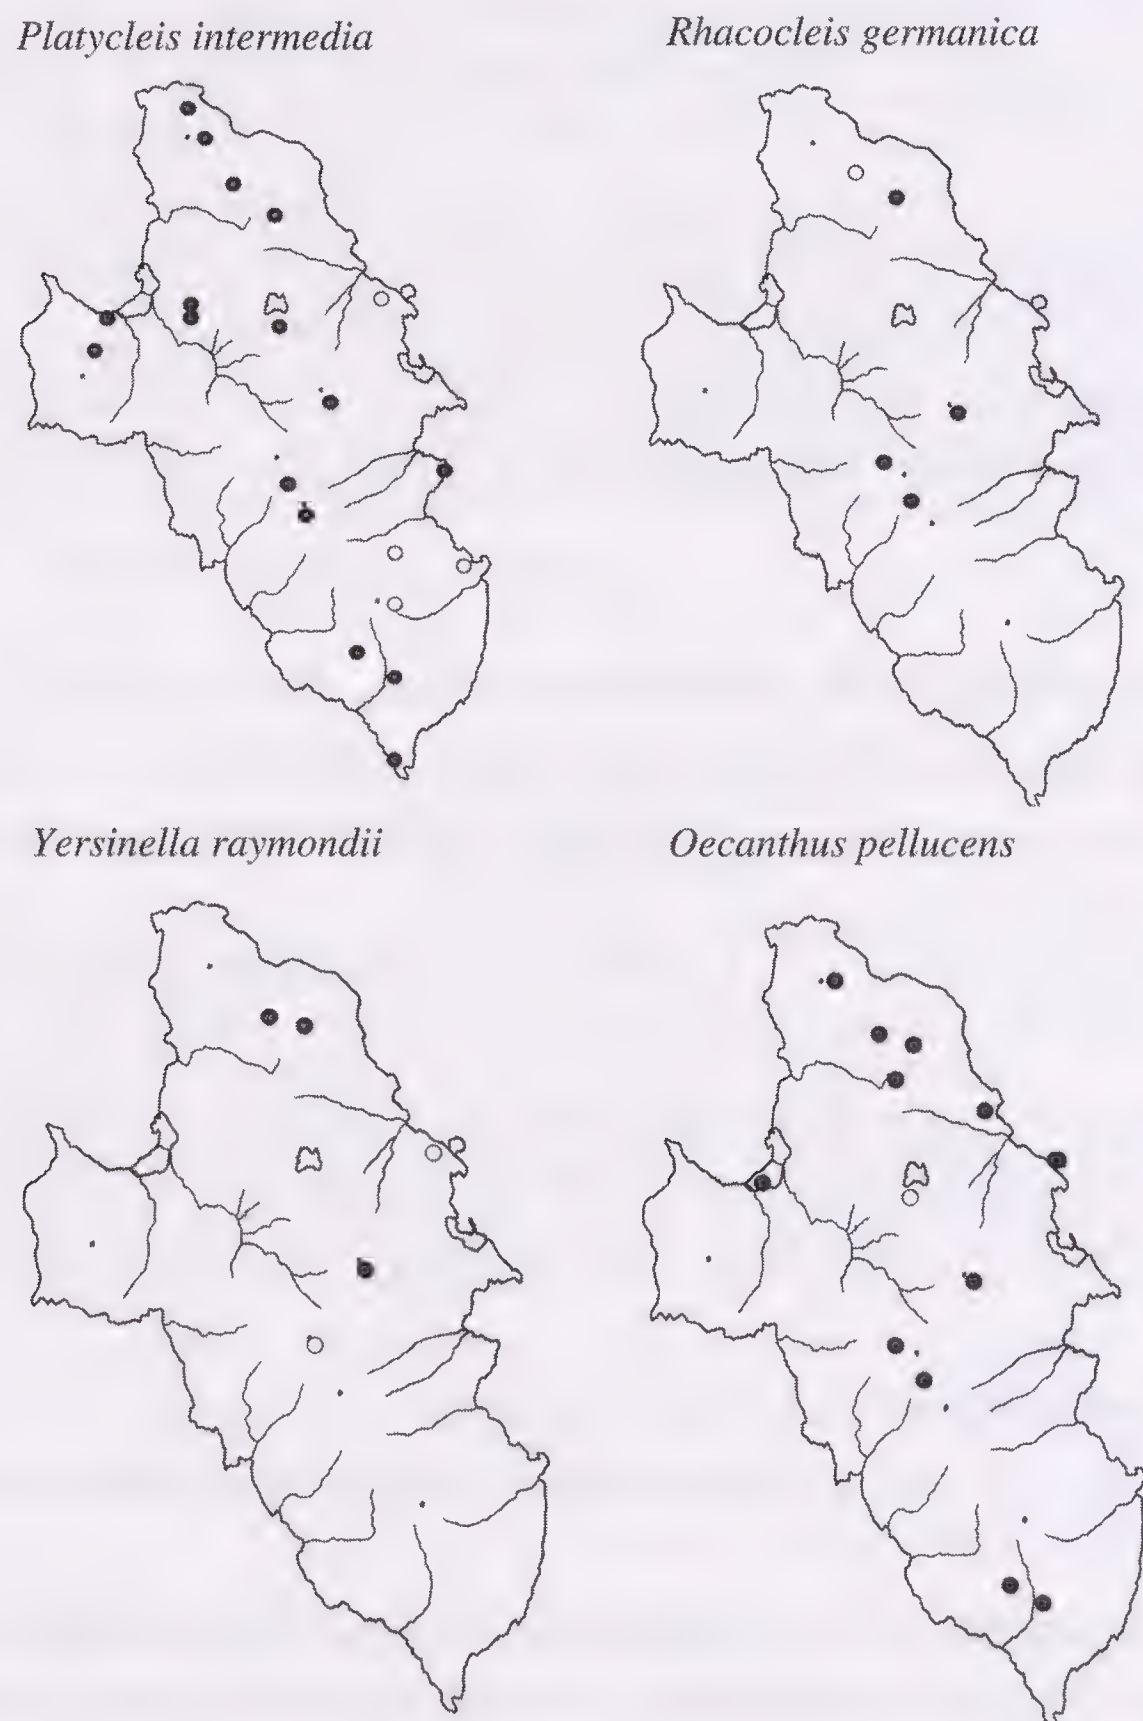 Platycleis intermedia
Rhacocleis germanica
Yersinella raymondii
Oecanthus pellucens